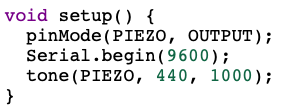 void setup() {
  pinMode(PIEZO, OUTPUT);
  Serial.begin(9600);
  tone(PIEZO, 440, 1000);
}